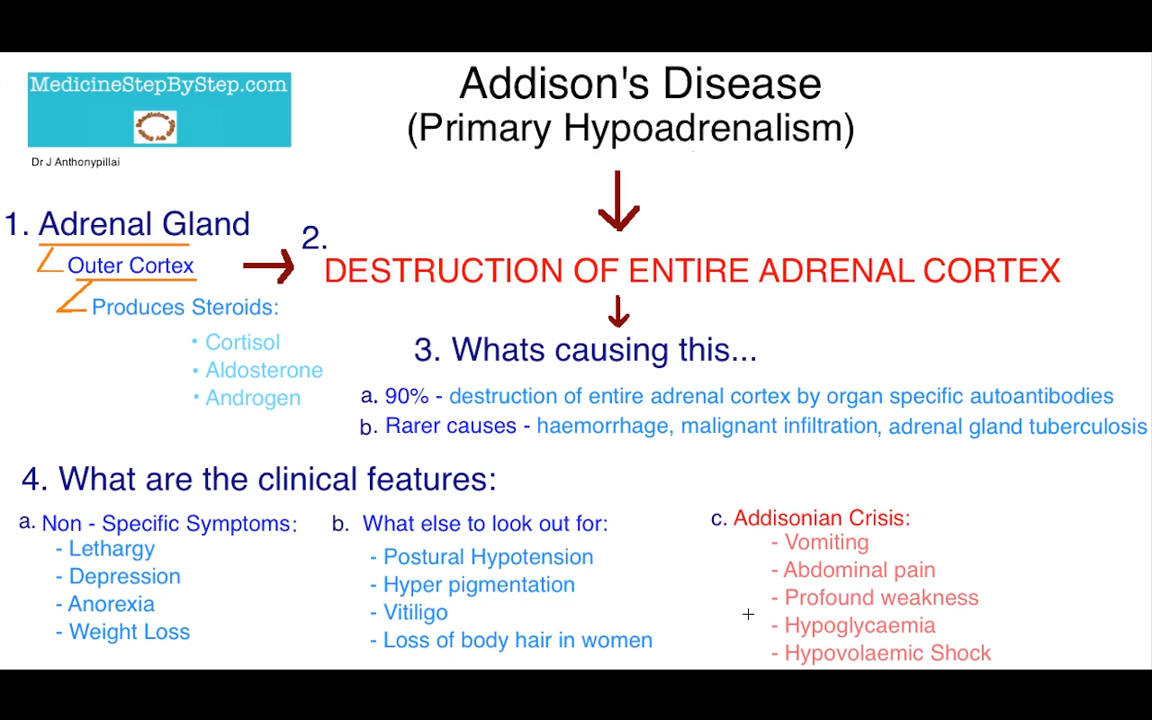 MedicineStepByStep.com
Dr J Anthonypillai
Addison's Disease
(Primary Hypoadrenalism)
1. Adrenal Gland
Outer Cortex
Produces Steroids:
• Cortisol
• Aldosterone
• Androgen
2.
DESTRUCTION OF ENTIRE ADRENAL CORTEX
3. Whats causing this...
a. 90% - destruction of entire adrenal cortex by organ specific autoantibodies
b. Rarer causes - haemorrhage, malignant infiltration, adrenal gland tuberculosis
4. What are the clinical features:
a. Non - Specific Symptoms:
- Lethargy
- Depression
- Anorexia
- Weight Loss
b. What else to look out for:
- Postural Hypotension
- Hyper pigmentation
- Vitiligo
- Loss of body hair in women
c. Addisonian Crisis:
- Vomiting
- Abdominal pain
- Profound weakness
- Hypoglycaemia
- Hypovolaemic Shock